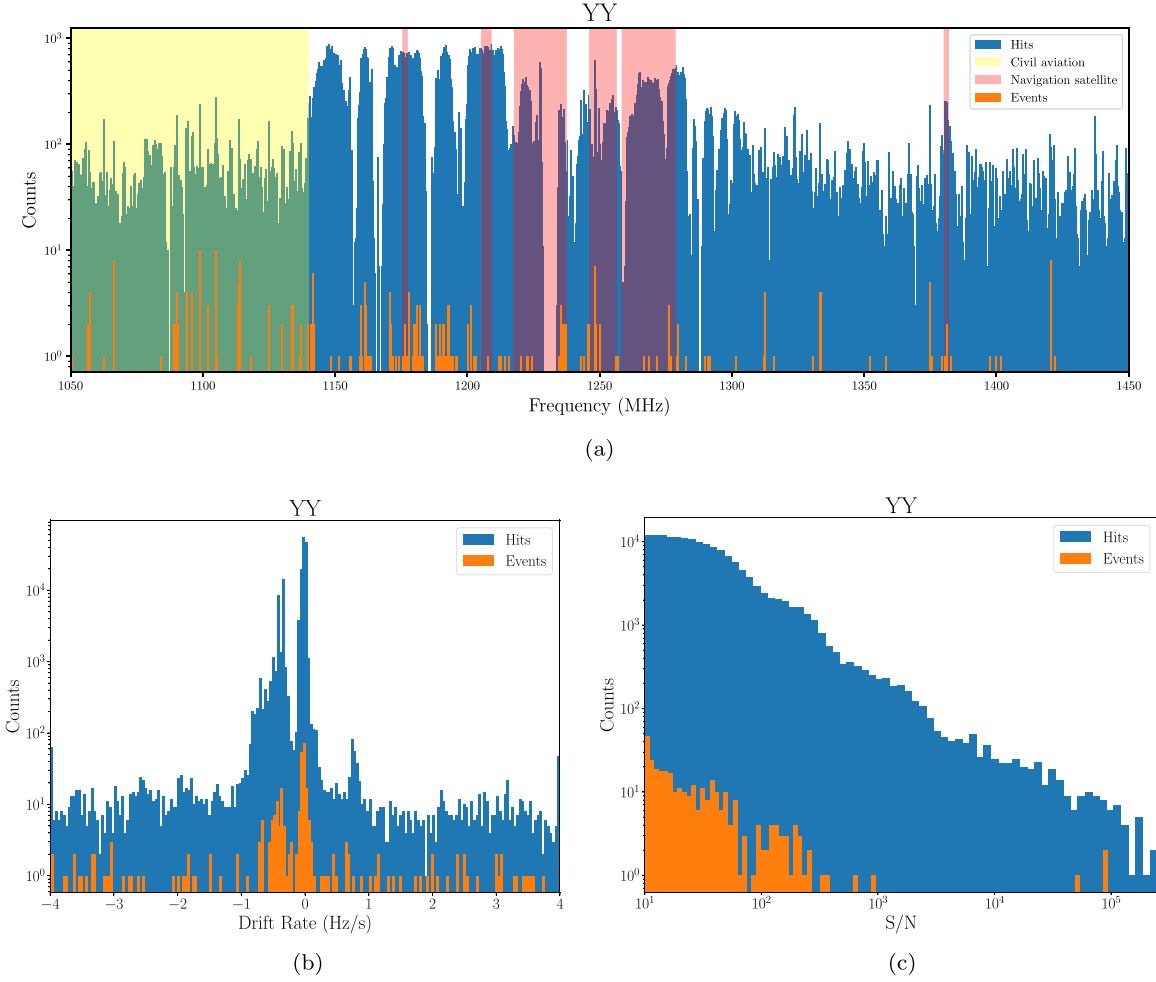 YY
Counts
10³
10²
10¹
10⁰
Hits
Civil aviation
Navigation satellite
Events
1050 1100 1150 1200 1250 1300 1350 1400 1450
Frequency (MHz)
(a)
YY
Counts
10⁴
10³
10²
10¹
10⁰
Hits
Events
−4 −3 −2 −1 0 1 2 3 4
Drift Rate (Hz/s)
(b)
YY
Counts
10⁴
10³
10²
10¹
10⁰
Hits
Events
10¹ 10² 10³ 10⁴ 10⁵
S/N
(c)